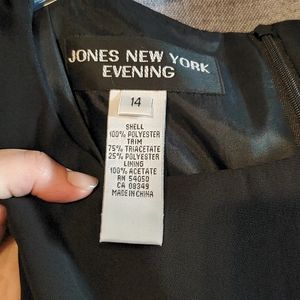 JONES NEW YORK
EVENING
14
SHELL
100% POLYESTER
TRIM
75% TRIACETATE
25% POLYESTER
LINING
100% ACETATE
RN 54050
CA 08349
MADE IN CHINA